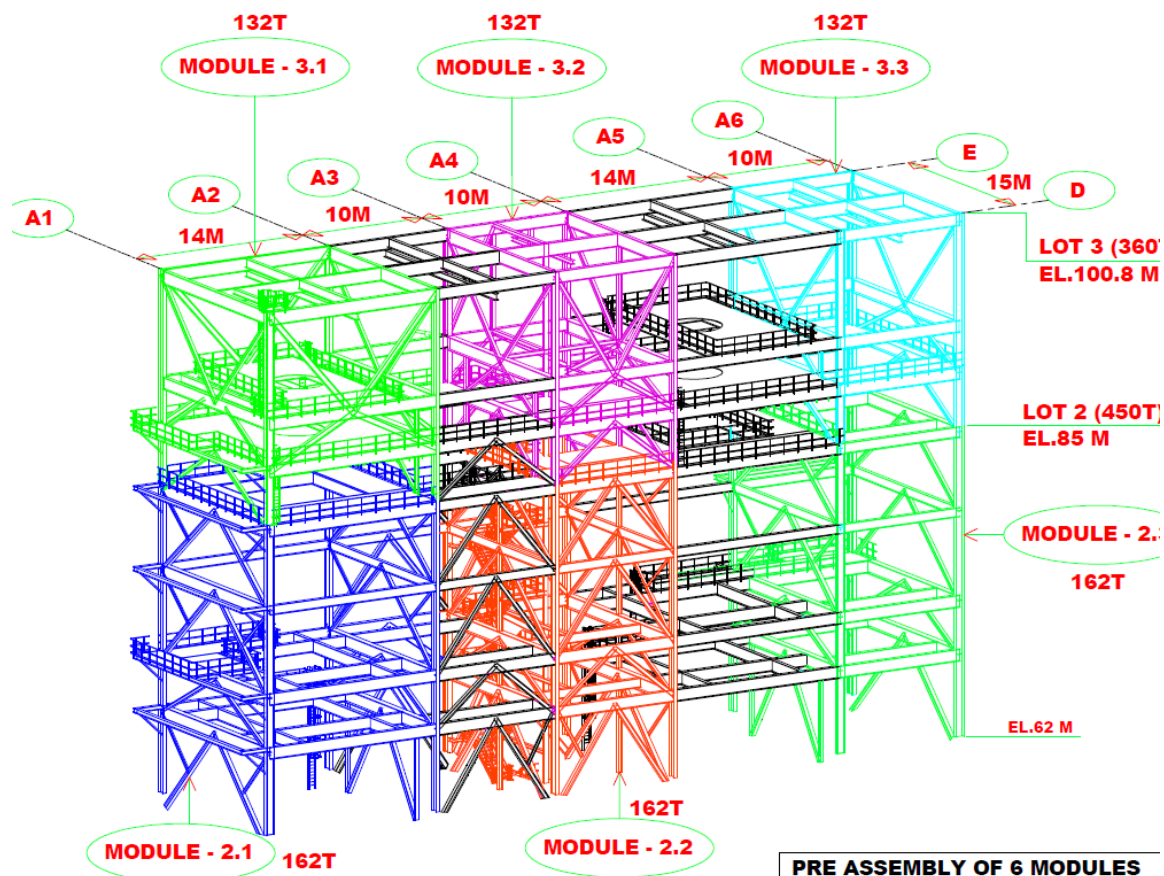 132T
132T
132T
MODULE - 3.1
MODULE - 3.2
MODULE - 3.3
A6
A5
A4
A3
A2
A1
E
D
10M
14M
10M
10M
14M
15M
LOT 3 (360T
EL.100.8 M
LOT 2 (450T)
EL.85 M
MODULE - 2.3
162T
EL.62 M
162T
MODULE - 2.2
MODULE - 2.1
162T
PRE ASSEMBLY OF 6 MODULES